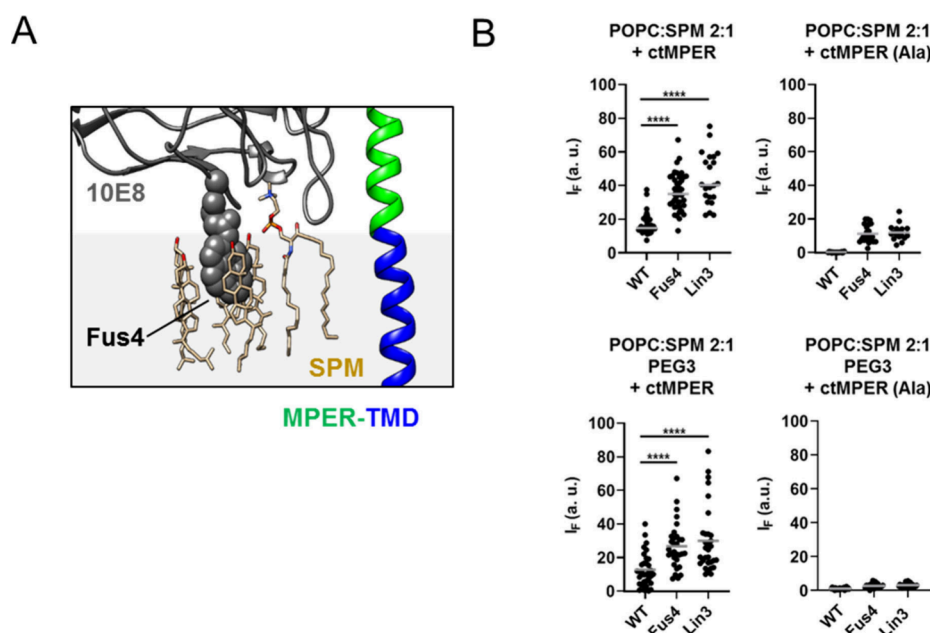 A
10E8
Fus4
SPM
MPER-TMD
B
POPC:SPM 2:1
+ ctMPER
100
80
60
40
20
0
I_F (a. u.)
****
****
WT
Fus4
Lin3
POPC:SPM 2:1
+ ctMPER (Ala)
100
80
60
40
20
0
I_F (a. u.)
WT
Fus4
Lin3
POPC:SPM 2:1
PEG3
+ ctMPER
100
80
60
40
20
0
I_F (a. u.)
****
****
WT
Fus4
Lin3
POPC:SPM 2:1
PEG3
+ ctMPER (Ala)
100
80
60
40
20
0
I_F (a.u.)
WT
Fus4
Lin3